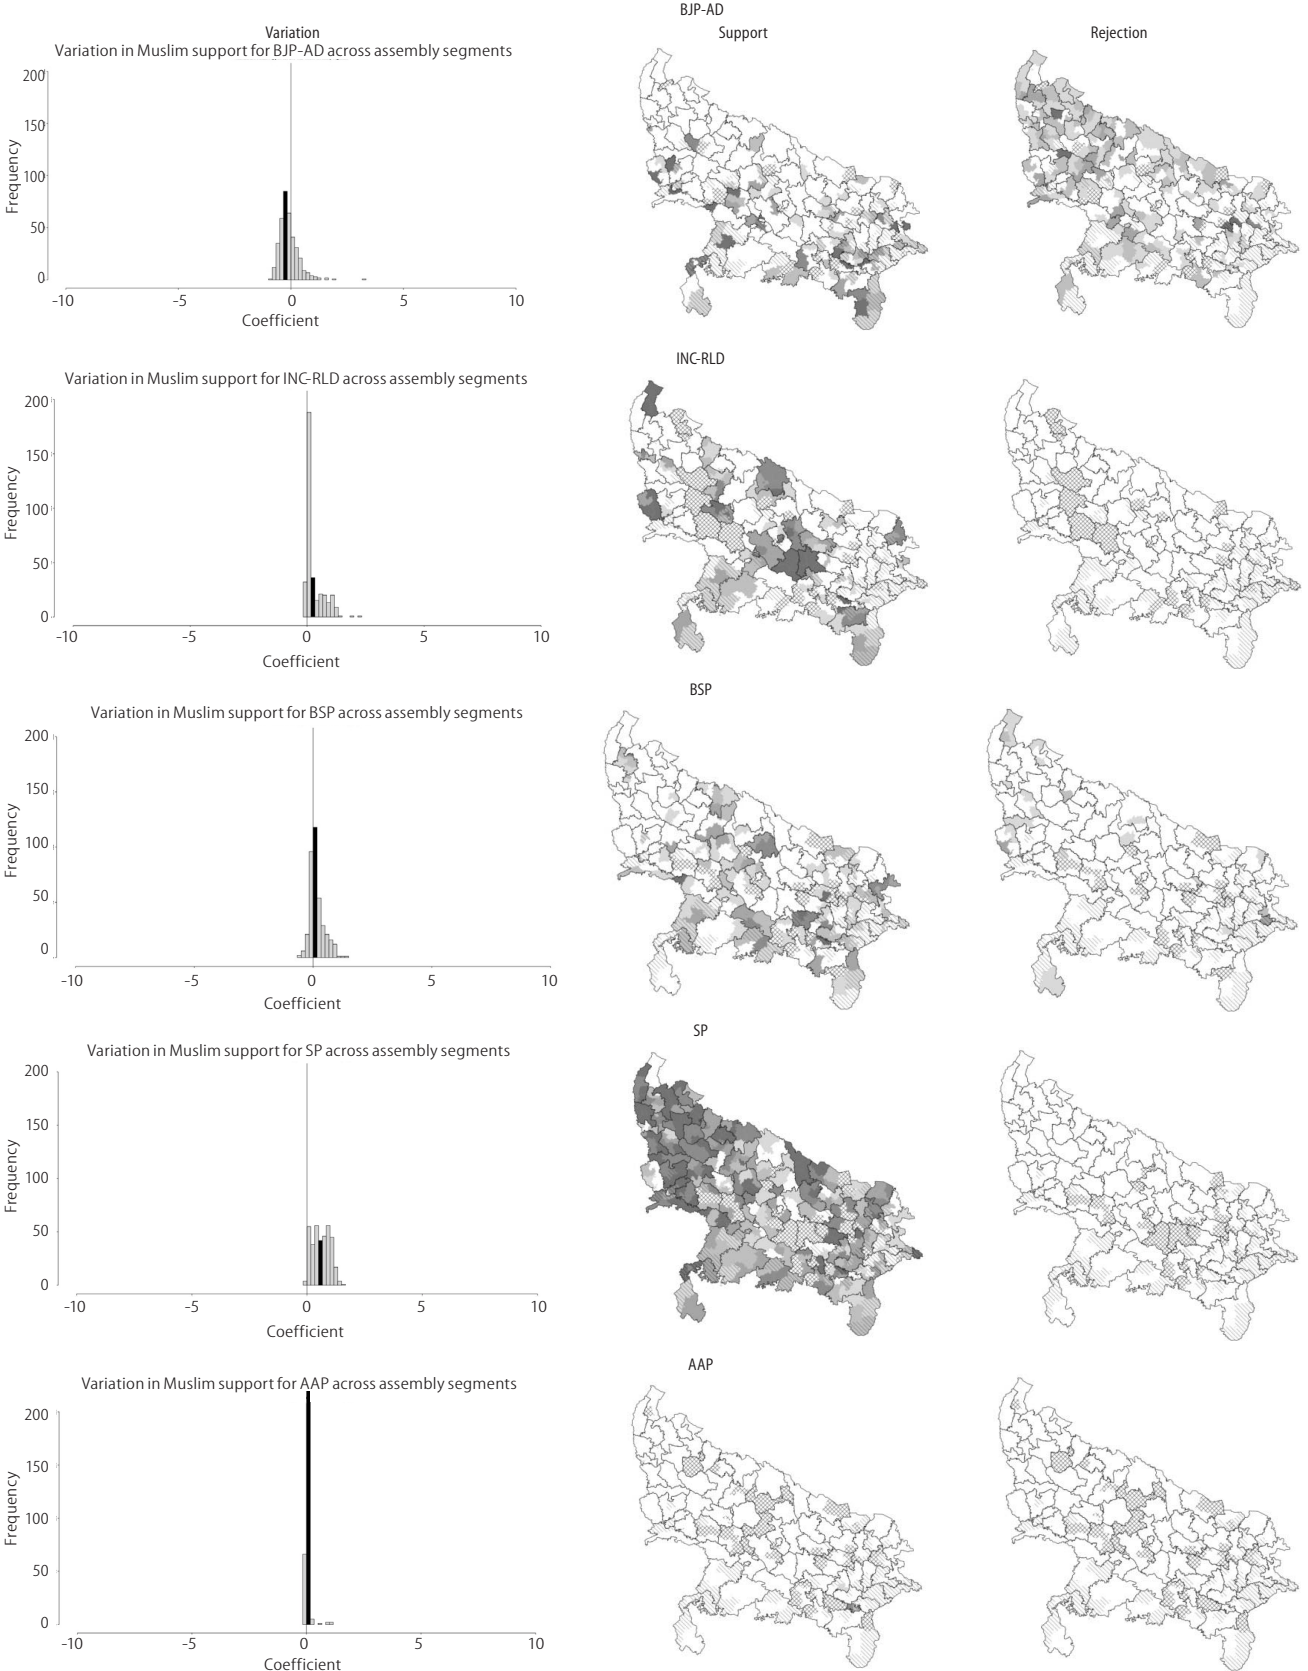 BJP-AD
Variation
Support
Rejection
Variation in Muslim support for BJP-AD across assembly segments
200
150
100
50
0
Frequency
-10 -5 0 5 10
Coefficient
INC-RLD
Variation in Muslim support for INC-RLD across assembly segments
200
150
100
50
0
Frequency
-10 -5 0 5 10
Coefficient
BSP
Variation in Muslim support for BSP across assembly segments
200
150
100
50
0
Frequency
-10 -5 0 5 10
Coefficient
SP
Variation in Muslim support for SP across assembly segments
200
150
100
50
0
Frequency
-10 -5 0 5 10
Coefficient
AAP
Variation in Muslim support for AAP across assembly segments
200
150
100
50
0
Frequency
-10 -5 0 5 10
Coefficient